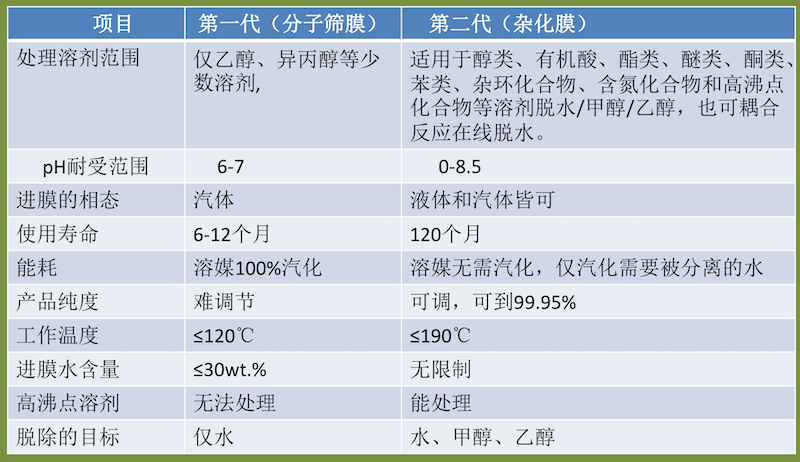 项目 第一代（分子筛膜） 第二代（杂化膜）
处理溶剂范围 仅乙醇、异丙醇等少 适用于醇类、有机酸、酯类、醚类、酮类、
数溶剂, 苯类、杂环化合物、含氮化合物和高沸点
化合物等溶剂脱水/甲醇/乙醇，也可耦合
反应在线脱水。
pH耐受范围 6-7 0-8.5
进膜的相态 汽体 液体和汽体皆可
使用寿命 6-12个月 120个月
能耗 溶媒100%汽化 溶媒无需汽化，仅汽化需要被分离的水
产品纯度 难调节 可调，可到99.95%
工作温度 ≤120℃ ≤190℃
进膜水含量 ≤30wt.% 无限制
高沸点溶剂 无法处理 能处理
脱除的目标 仅水 水、甲醇、乙醇